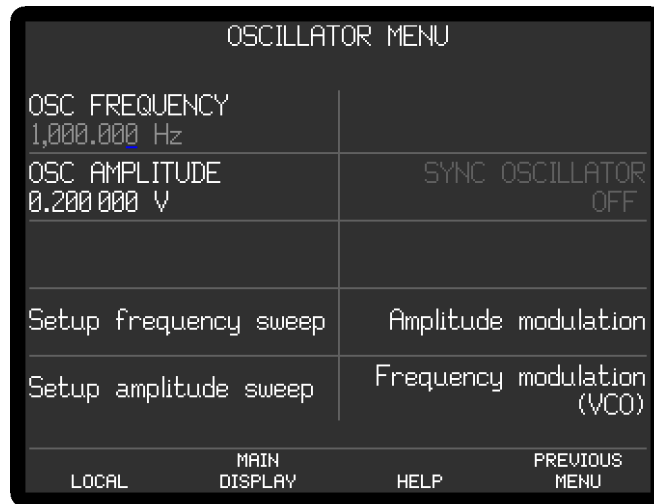 OSCILLATOR MENU
OSC FREQUENCY
1,000.000 Hz
OSC AMPLITUDE
0.200 000 V
SYNC OSCILLATOR
OFF
Setup frequency sweep
Amplitude modulation
Setup amplitude sweep
Frequency modulation
(VCO)
LOCAL
MAIN
DISPLAY
HELP
PREVIOUS
MENU